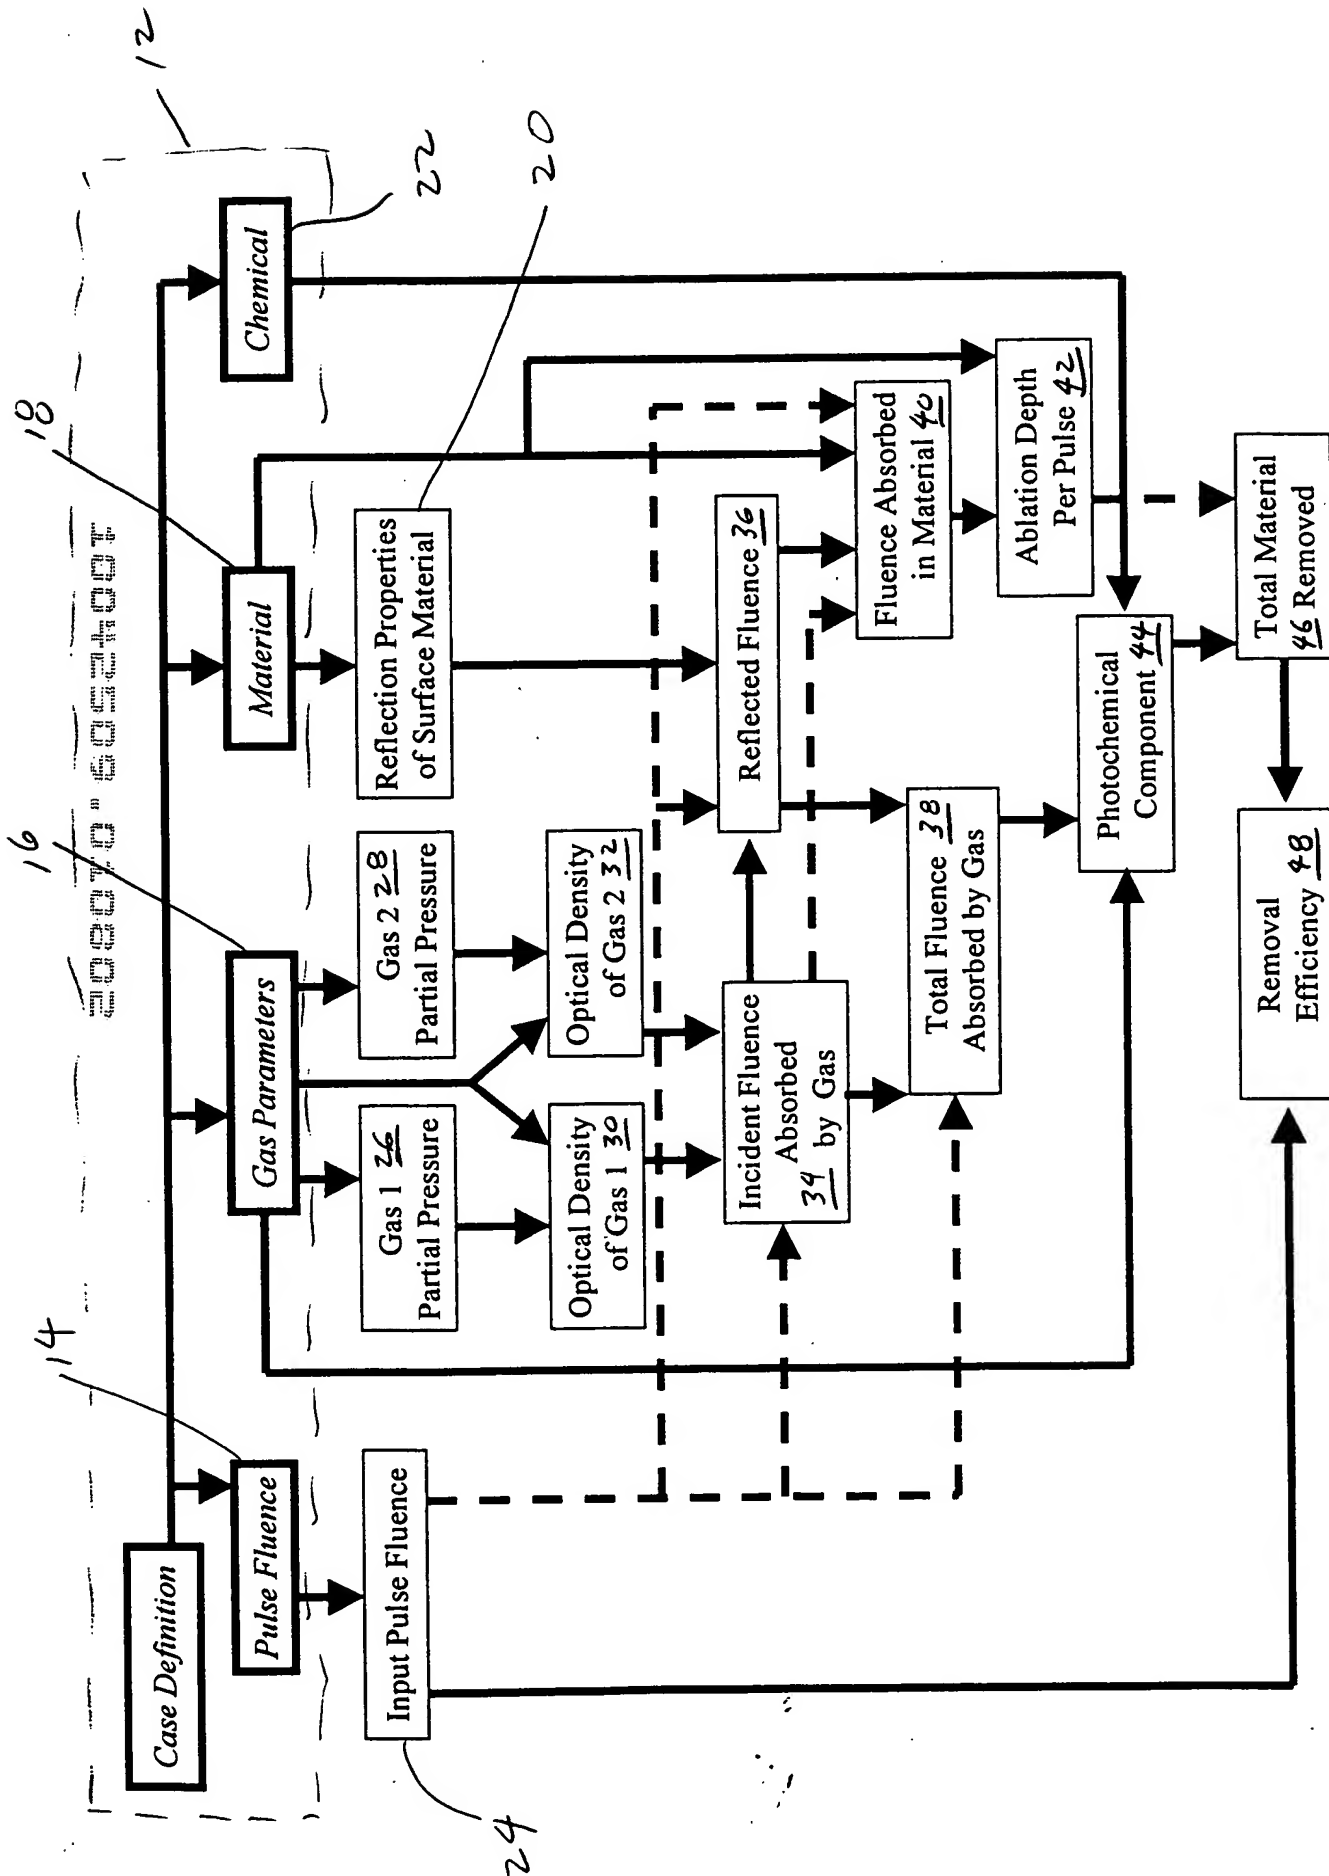 10042509.010802
12
Case Definition
14
Pulse Fluence
16
Gas Parameters
18
Material
Chemical
22
24
Input Pulse Fluence
Gas 1 26
Partial Pressure
Gas 2 28
Partial Pressure
Reflection Properties
of Surface Material
20
Optical Density
of Gas 1 30
Optical Density
of Gas 2 32
Incident Fluence
Absorbed
34 by Gas
Reflected Fluence 36
Fluence Absorbed
in Material 40
Total Fluence 38
Absorbed by Gas
Ablation Depth
Per Pulse 42
Photochemical
Component 44
Total Material
46 Removed
Removal
Efficiency 48